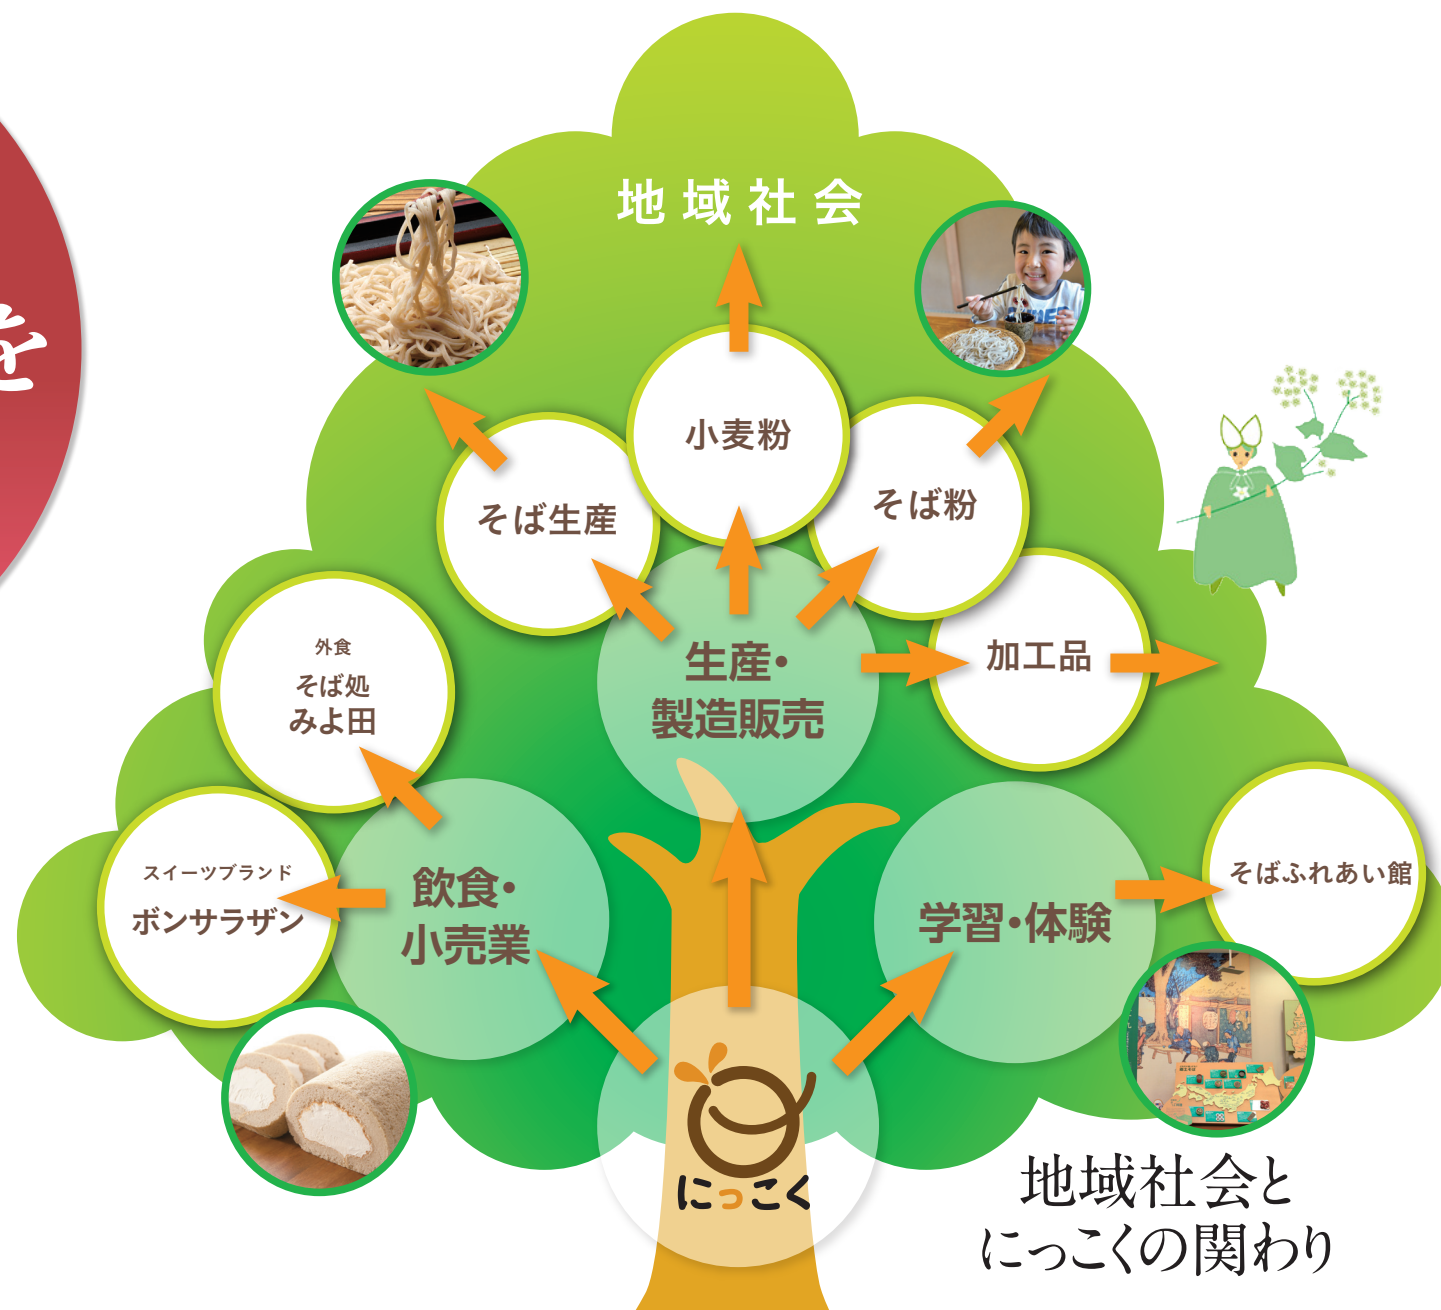 を
地域社会
小麦粉
そば生産
そば粉
加工品
生産・
製造販売
外食
そば処
みよ田
スイーツブランド
ボンサラザン
飲食・
小売業
学習・体験
そばふれあい館
にっこく
地域社会と
にっこくの関わり